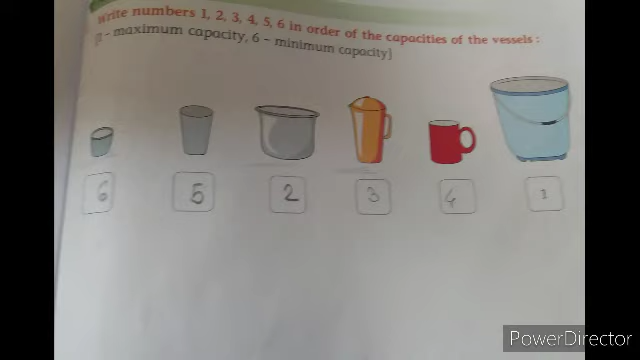 Write numbers 1, 2, 3, 4, 5, 6 in order of the capacities of the vessels :
[1 - maximum capacity, 6 - minimum capacity]
6 5 2 3 4 1
PowerDirector